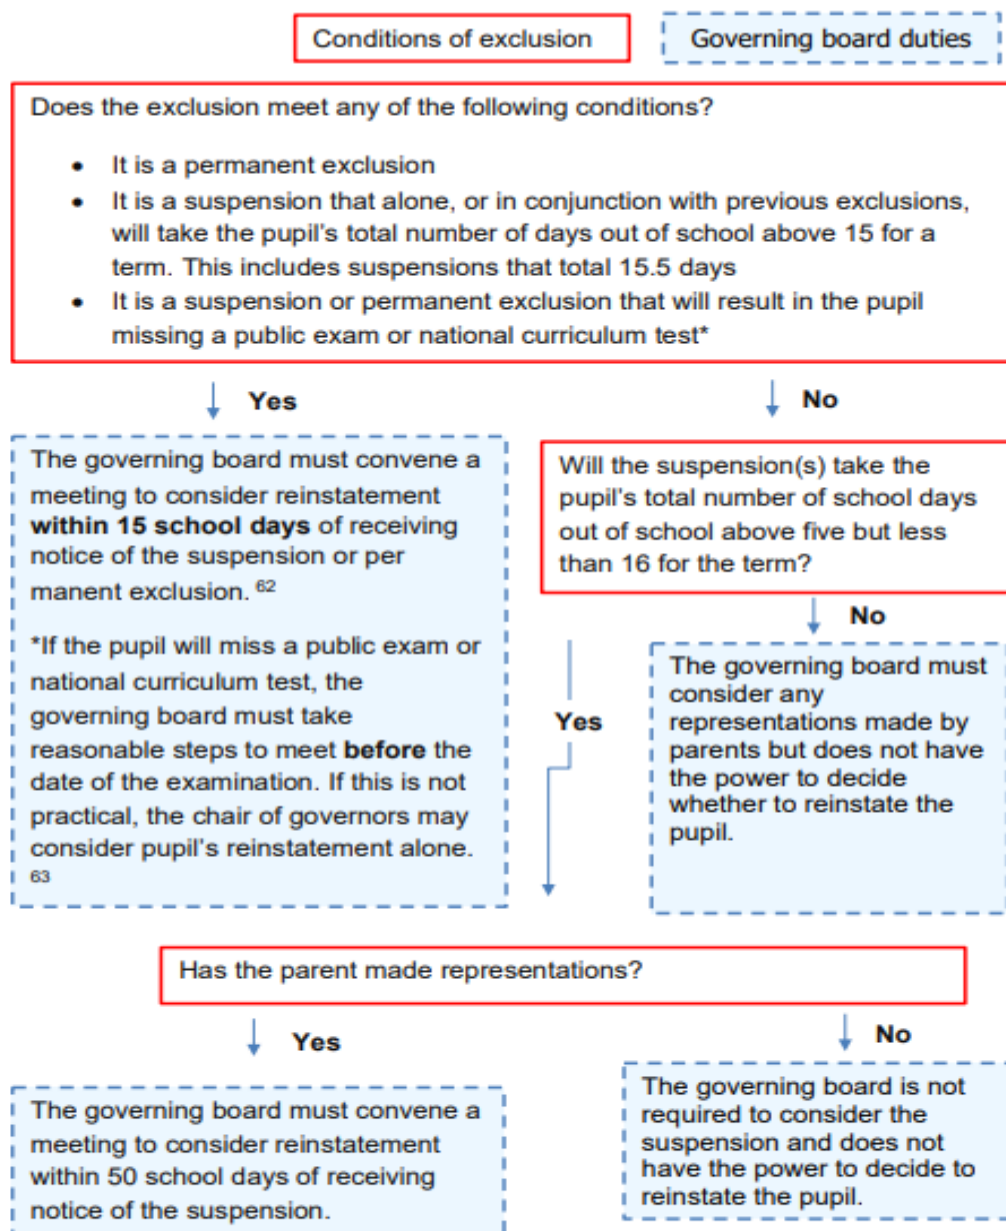 Conditions of exclusion
Governing board duties
Does the exclusion meet any of the following conditions?
• It is a permanent exclusion
• It is a suspension that alone, or in conjunction with previous exclusions,
will take the pupil's total number of days out of school above 15 for a
term. This includes suspensions that total 15.5 days
• It is a suspension or permanent exclusion that will result in the pupil
missing a public exam or national curriculum test*
Yes
No
The governing board must convene a
meeting to consider reinstatement
within 15 school days of receiving
notice of the suspension or per
manent exclusion. 62
*If the pupil will miss a public exam or
national curriculum test, the
governing board must take
reasonable steps to meet before the
date of the examination. If this is not
practical, the chair of governors may
consider pupil's reinstatement alone.
63
Will the suspension(s) take the
pupil's total number of school days
out of school above five but less
than 16 for the term?
No
Yes
The governing board must
consider any
representations made by
parents but does not have
the power to decide
whether to reinstate the
pupil.
Has the parent made representations?
Yes
No
The governing board must convene a
meeting to consider reinstatement
within 50 school days of receiving
notice of the suspension.
The governing board is not
required to consider the
suspension and does not
have the power to decide to
reinstate the pupil.